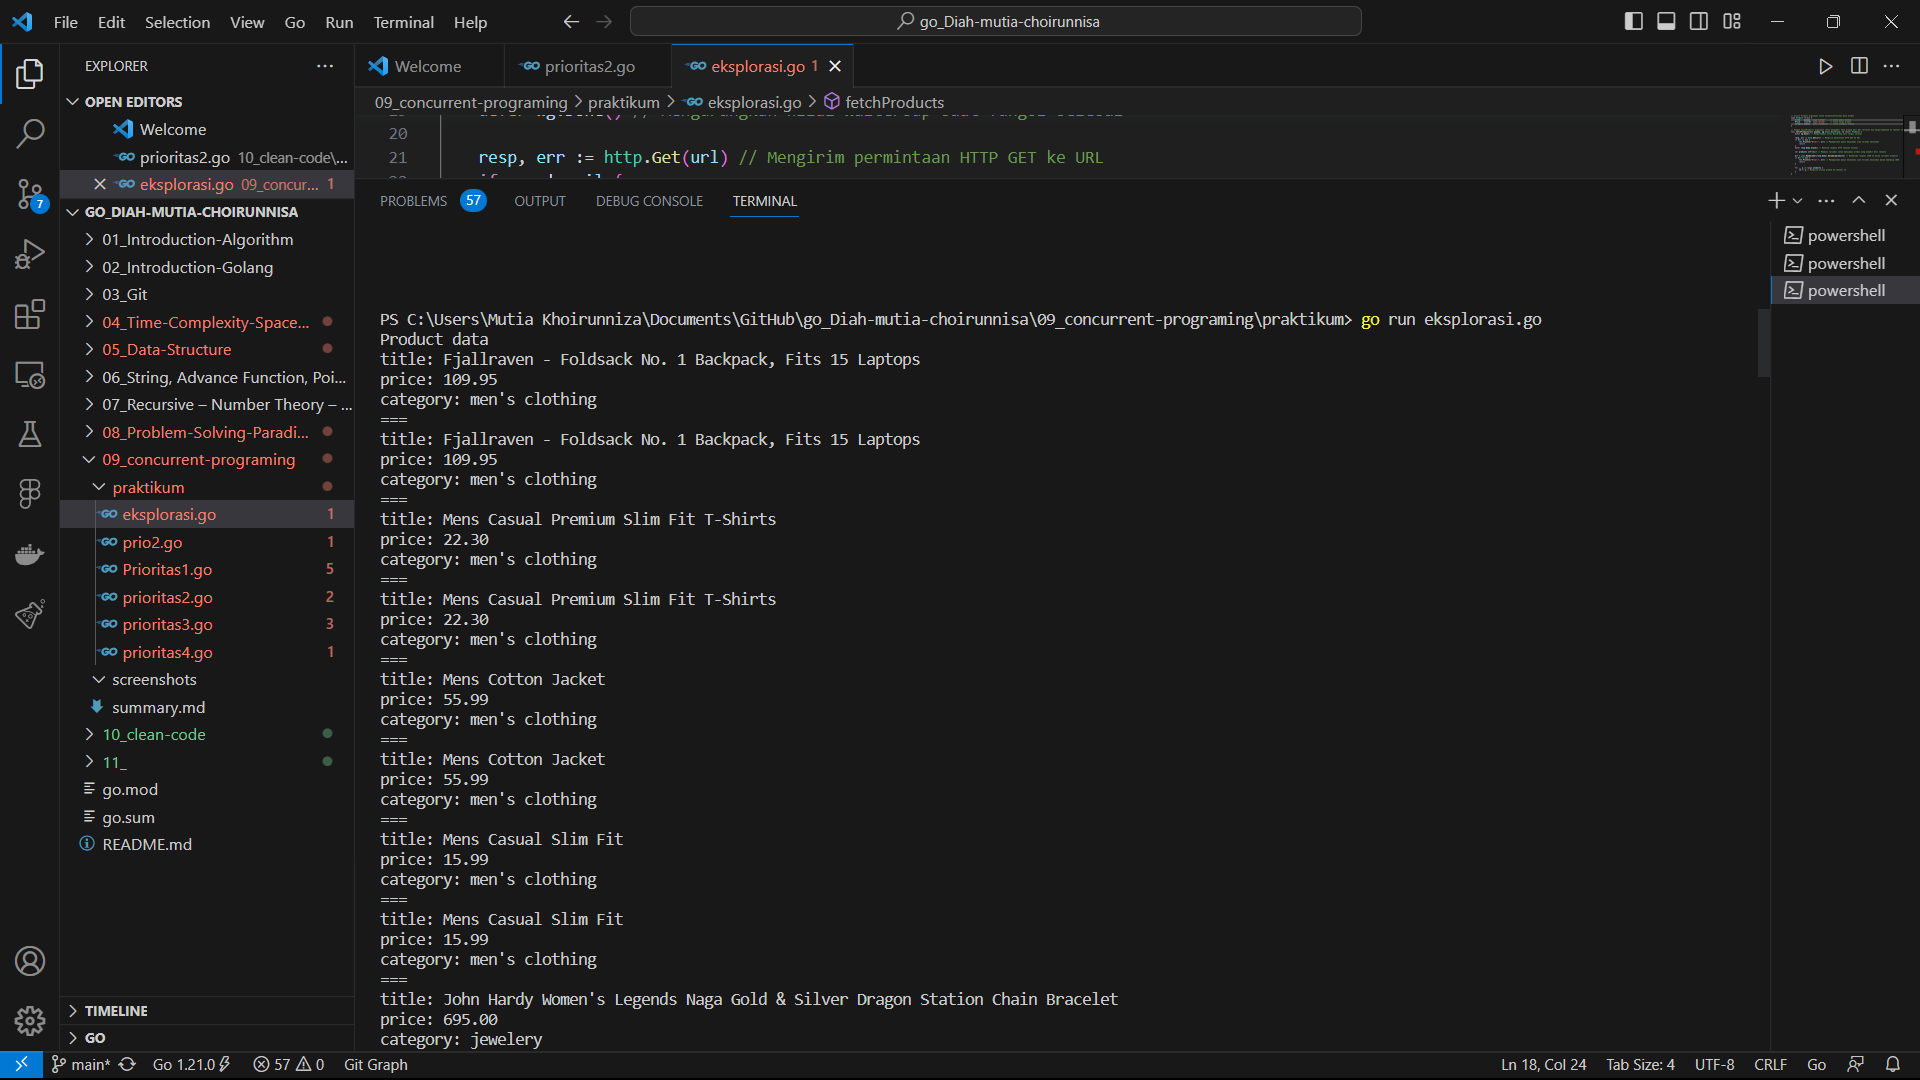 File Edit Selection View Go Run Terminal Help
go_Diah-mutia-choirunnisa
EXPLORER
OPEN EDITORS
Welcome
prioritas2.go 10_clean-code\...
eksplorasi.go 09_concur... 1
GO_DIAH-MUTIA-CHOIRUNNISA
01_Introduction-Algorithm
02_Introduction-Golang
03_Git
04_Time-Complexity-Space...
05_Data-Structure
06_String, Advance Function, Poi...
07_Recursive – Number Theory – ...
08_Problem-Solving-Paradi...
09_concurrent-programing
praktikum
eksplorasi.go 1
prio2.go 1
Prioritas1.go 5
prioritas2.go 2
prioritas3.go 3
prioritas4.go 1
screenshots
summary.md
10_clean-code
11_
go.mod
go.sum
README.md
TIMELINE
GO
7
Welcome
prioritas2.go
eksplorasi.go 1
09_concurrent-programing > praktikum > eksplorasi.go > fetchProducts
20
21 resp, err := http.Get(url) // Mengirim permintaan HTTP GET ke URL
PROBLEMS 57 OUTPUT DEBUG CONSOLE TERMINAL
powershell
powershell
powershell
PS C:\Users\Mutia Khoirunniza\Documents\GitHub\go_Diah-mutia-choirunnisa\09_concurrent-programing\praktikum> go run eksplorasi.go
Product data
title: Fjallraven - Foldsack No. 1 Backpack, Fits 15 Laptops
price: 109.95
category: men's clothing
===
title: Fjallraven - Foldsack No. 1 Backpack, Fits 15 Laptops
price: 109.95
category: men's clothing
===
title: Mens Casual Premium Slim Fit T-Shirts
price: 22.30
category: men's clothing
===
title: Mens Casual Premium Slim Fit T-Shirts
price: 22.30
category: men's clothing
===
title: Mens Cotton Jacket
price: 55.99
category: men's clothing
===
title: Mens Cotton Jacket
price: 55.99
category: men's clothing
===
title: Mens Casual Slim Fit
price: 15.99
category: men's clothing
===
title: Mens Casual Slim Fit
price: 15.99
category: men's clothing
===
title: John Hardy Women's Legends Naga Gold & Silver Dragon Station Chain Bracelet
price: 695.00
category: jewelery
main* Go 1.21.0 57 0 Git Graph
Ln 18, Col 24 Tab Size: 4 UTF-8 CRLF Go